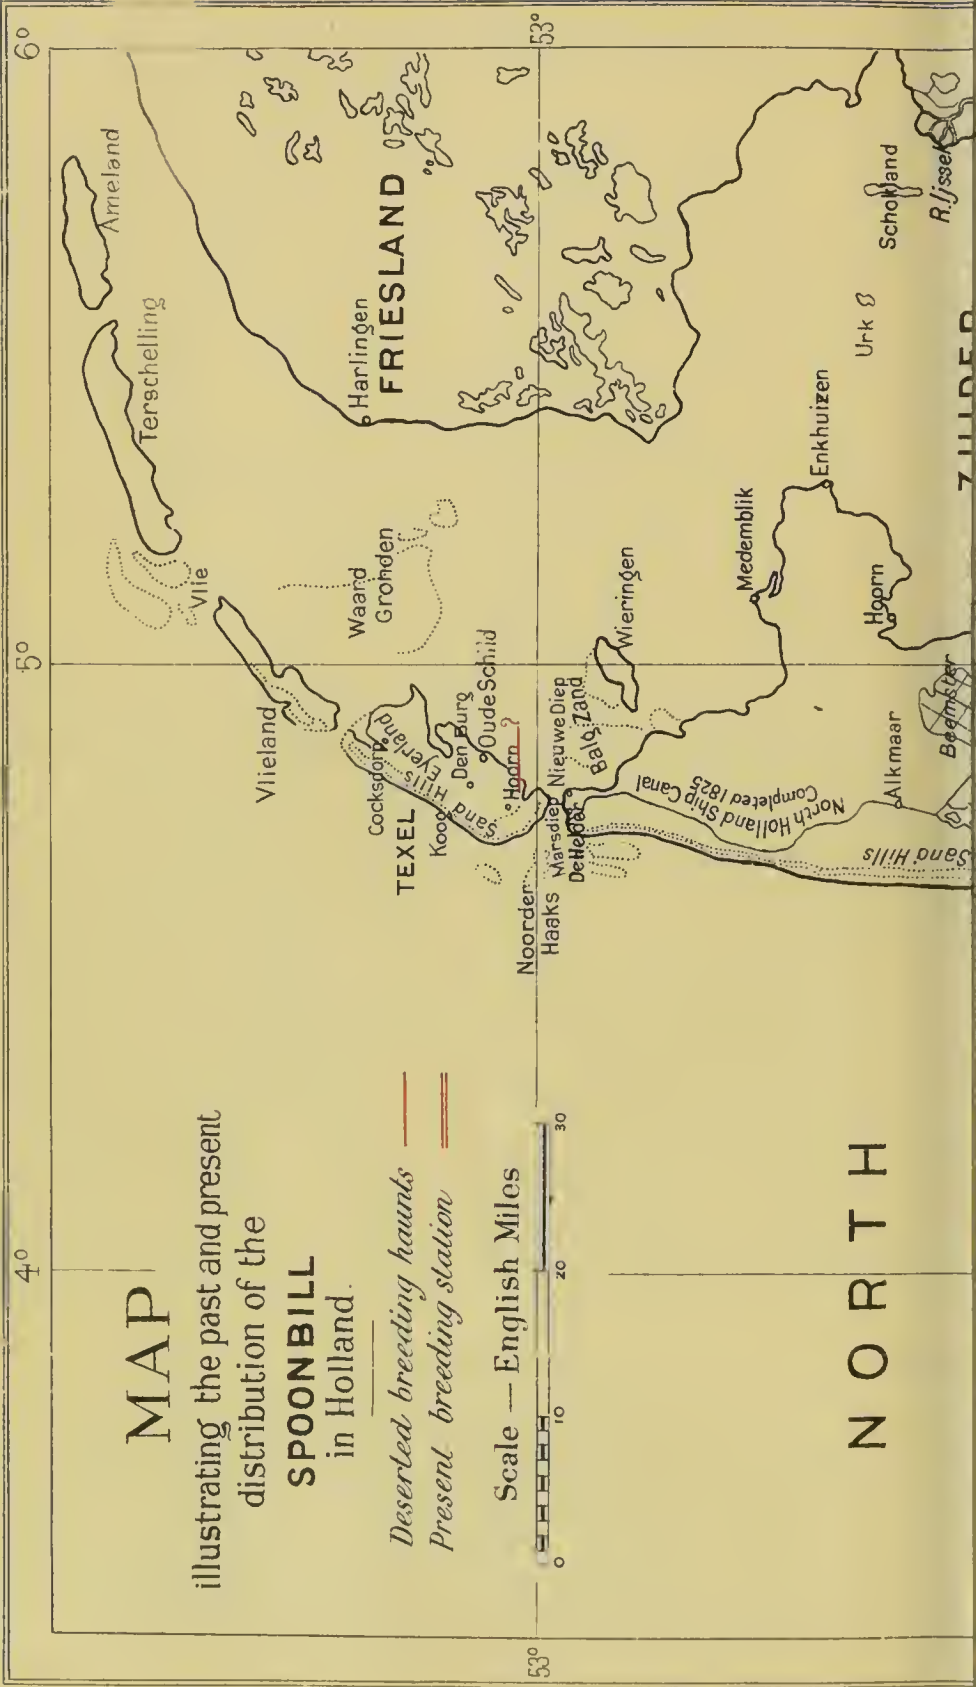 MAP
illustrating the past and present
distribution of the
SPOONBILL
in Holland.
Deserted breeding haunts
Present breeding station
Scale — English Miles
0 10 20 30
4°
5°
6°
53°
53°
Ameland
Terschelling
Vlie
Vlieland
Harlingen
FRIESLAND
Waard
Gronden
Cocksdorp
Eyerland
Sand Hills
TEXEL
Koog
Den Burg
Oude Schild
Hoorn ?
Noorder
Haaks
Marsdiep
De Helder
Nieuwe Diep
Balg Zand
Wieringen
Medemblik
Enkhuizen
Urk
Schokland
R. Ijssel
Hoorn
Beemster
Alkmaar
North Holland Ship Canal
Completed 1825
Sand Hills
NORTH